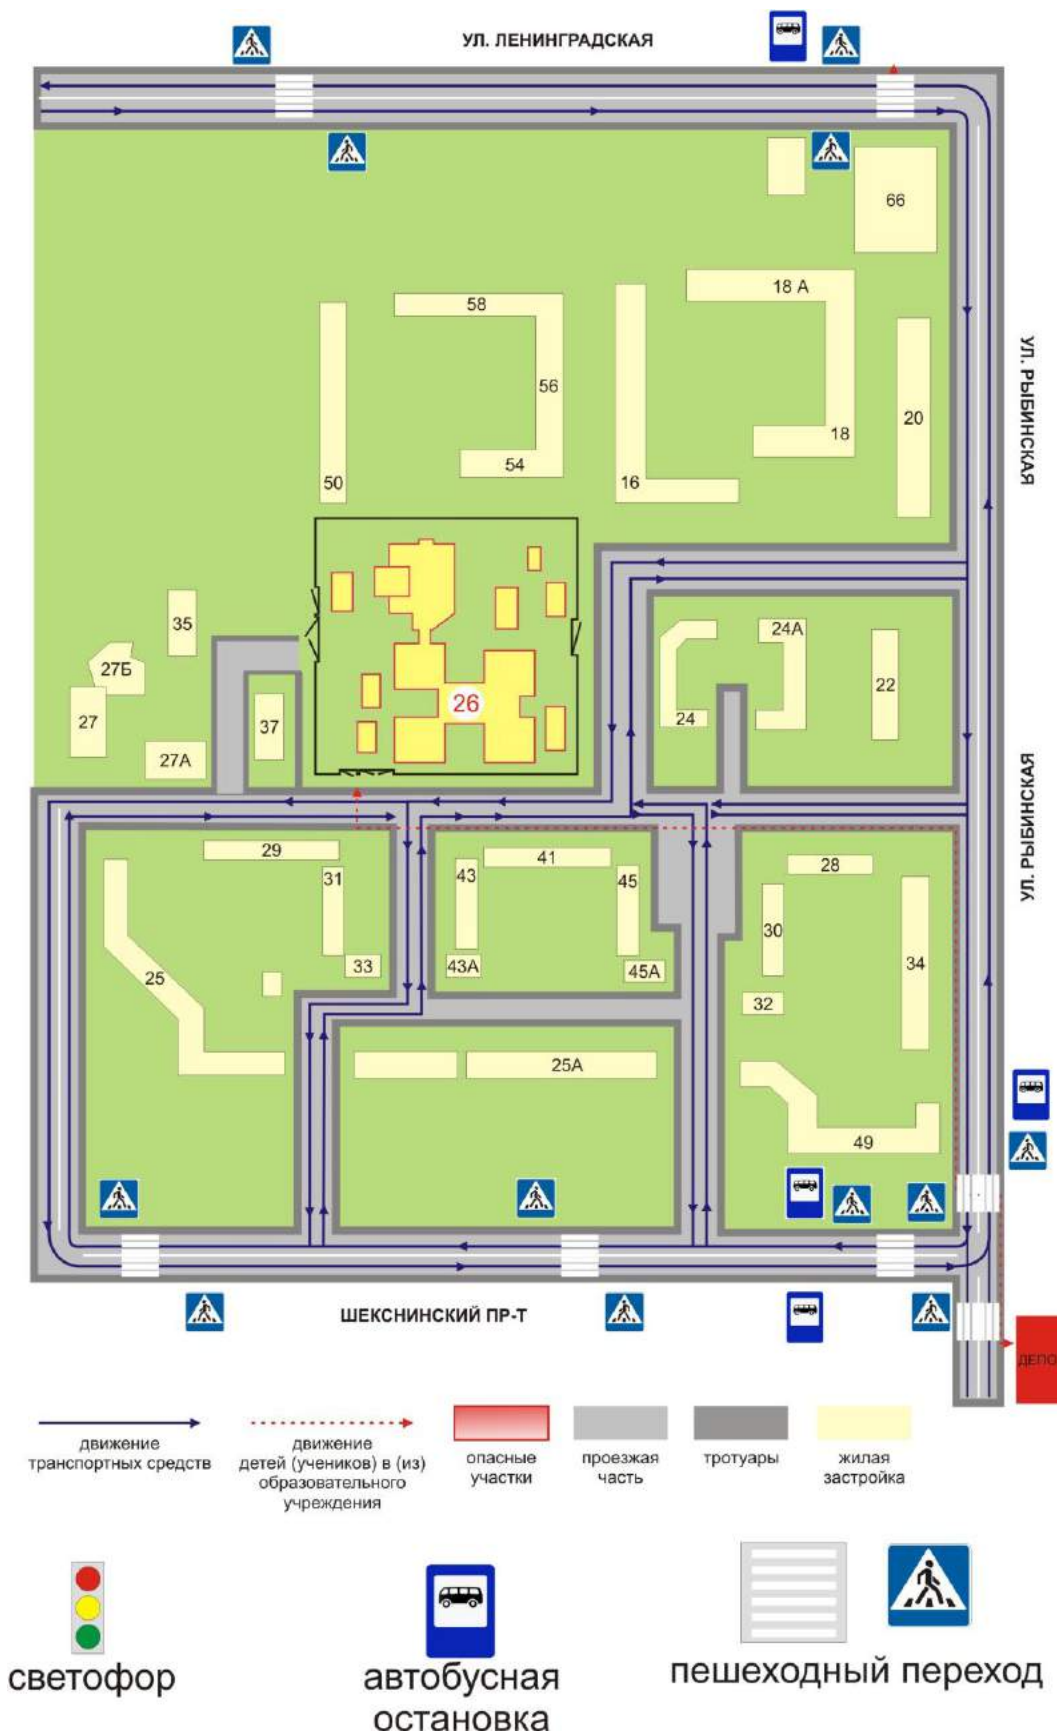 УЛ. ЛЕНИНГРАДСКАЯ
66
18 А
58
УЛ. РЫБИНСКАЯ
56
20
18
54
50
16
35
24А
27Б
22
26
27
37
24
27А
УЛ. РЫБИНСКАЯ
29
41
28
31
43
45
30
34
33
43А
45А
25
32
25А
49
ШЕКСНИНСКИЙ ПР-Т
ДЕПО
движение
транспортных средств
движение
детей (учеников) в (из)
образовательного
учреждения
опасные
участки
проезжая
часть
тротуары
жилая
застройка
светофор
автобусная
остановка
пешеходный переход